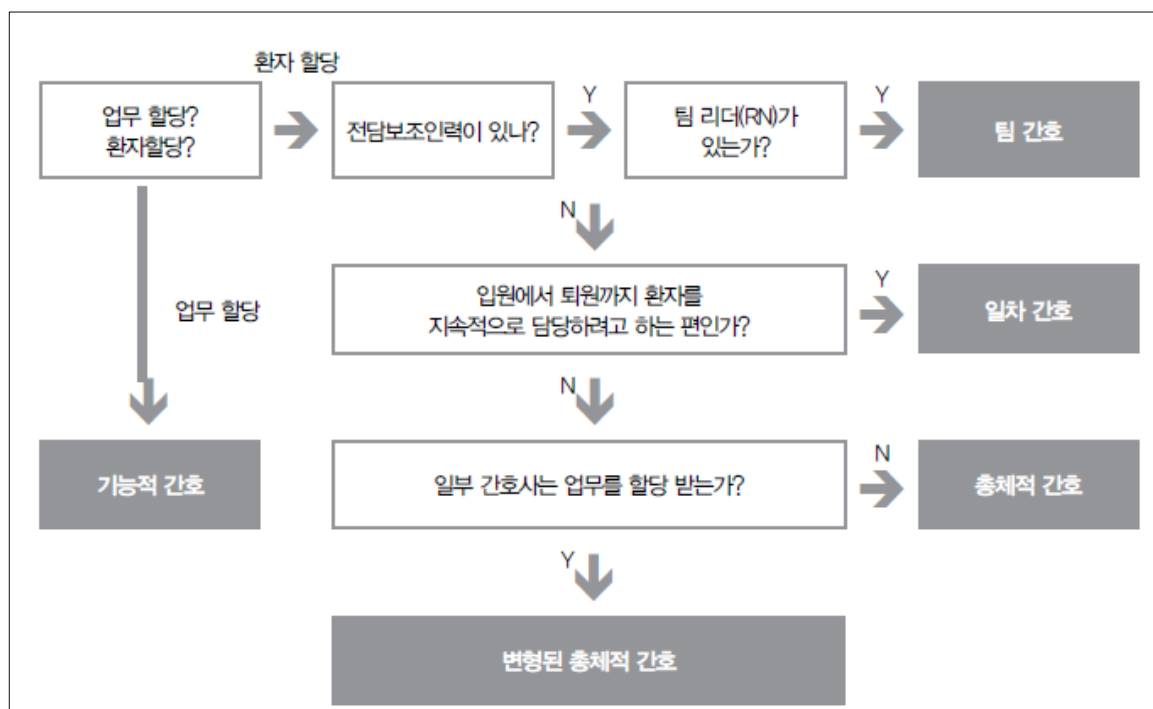 환자 할당
업무 할당?
환자할당?
전담보조인력이 있나?
Y
팀 리더(RN)가
있는가?
Y
팀 간호
N
업무 할당
입원에서 퇴원까지 환자를
지속적으로 담당하려고 하는 편인가?
Y
일차 간호
N
기능적 간호
일부 간호사는 업무를 할당 받는가?
N
총체적 간호
Y
변형된 총체적 간호